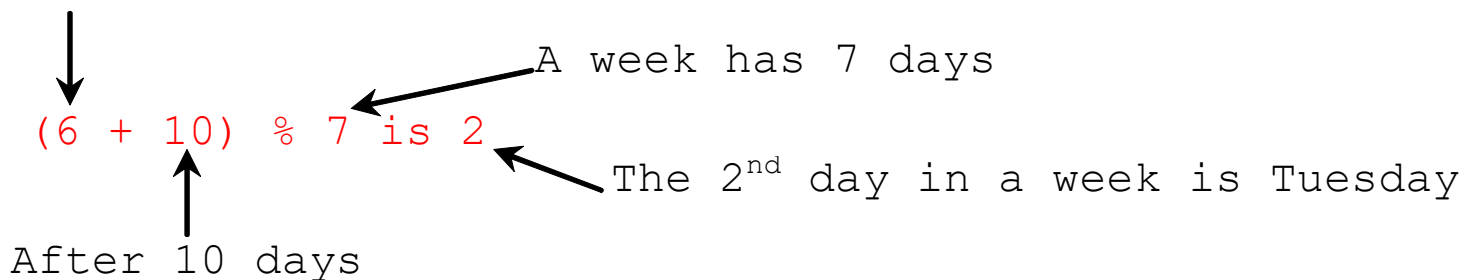 A week has 7 days
(6 + 10) % 7 is 2
The 2nd day in a week is Tuesday
After 10 days